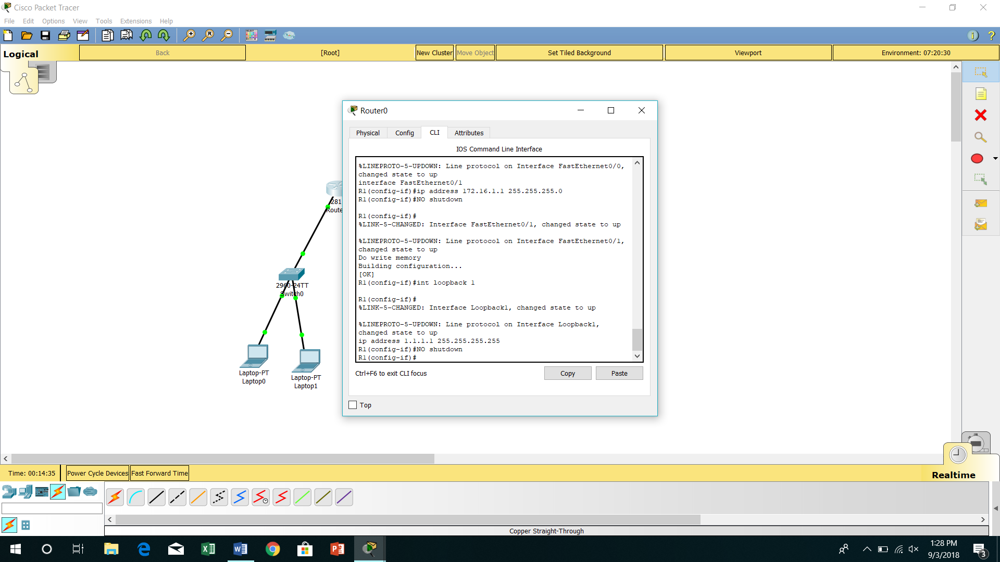 Cisco Packet Tracer
File Edit Options View Tools Extensions Help
Logical
Back
[Root]
New Cluster
Move Object
Set Tiled Background
Viewport
Environment: 07:20:30
281
Route
2960-24TT
Switch0
Laptop-PT
Laptop0
Laptop-PT
Laptop1
Router0
Physical
Config
CLI
Attributes
IOS Command Line Interface
%LINEPROTO-5-UPDOWN: Line protocol on Interface FastEthernet0/0,
changed state to up
interface FastEthernet0/1
R1(config-if)#ip address 172.16.1.1 255.255.255.0
R1(config-if)#NO shutdown
R1(config-if)#
%LINK-5-CHANGED: Interface FastEthernet0/1, changed state to up
%LINEPROTO-5-UPDOWN: Line protocol on Interface FastEthernet0/1,
changed state to up
Do write memory
Building configuration...
[OK]
R1(config-if)#int loopback 1
R1(config-if)#
%LINK-5-CHANGED: Interface Loopback1, changed state to up
%LINEPROTO-5-UPDOWN: Line protocol on Interface Loopback1,
changed state to up
ip address 1.1.1.1 255.255.255.255
R1(config-if)#NO shutdown
R1(config-if)#
Ctrl+F6 to exit CLI focus
Copy
Paste
Top
Time: 00:14:35
Power Cycle Devices
Fast Forward Time
Realtime
Copper Straight-Through
1:28 PM
9/3/2018
3